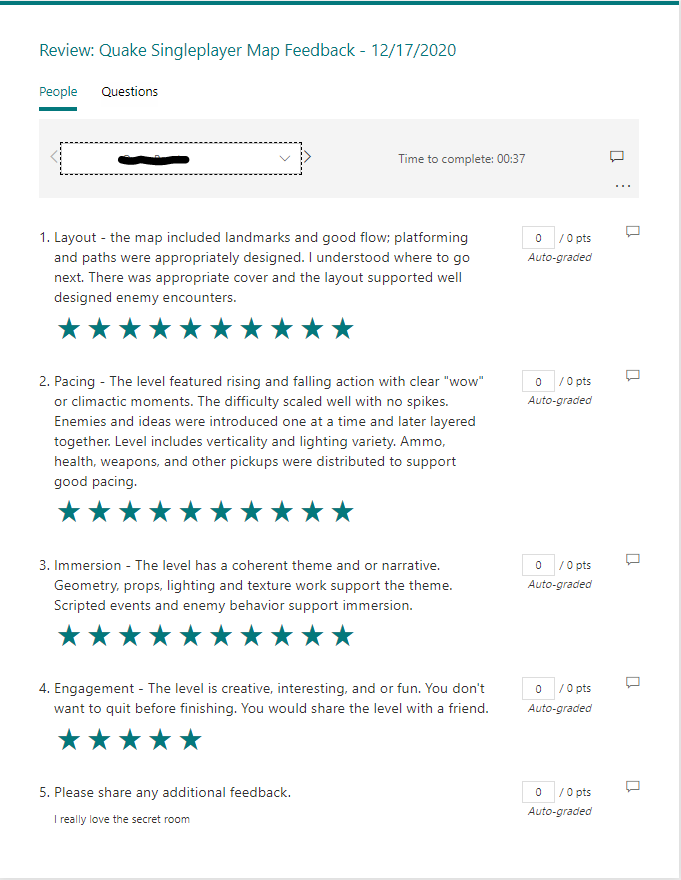 Review: Quake Singleplayer Map Feedback - 12/17/2020
People Questions
Time to complete: 00:37
1. Layout - the map included landmarks and good flow; platforming
and paths were appropriately designed. I understood where to go
next. There was appropriate cover and the layout supported well
designed enemy encounters.
0 / 0 pts
Auto-graded
2. Pacing - The level featured rising and falling action with clear "wow"
or climactic moments. The difficulty scaled well with no spikes.
Enemies and ideas were introduced one at a time and later layered
together. Level includes verticality and lighting variety. Ammo,
health, weapons, and other pickups were distributed to support
good pacing.
0 / 0 pts
Auto-graded
3. Immersion - The level has a coherent theme and or narrative.
Geometry, props, lighting and texture work support the theme.
Scripted events and enemy behavior support immersion.
0 / 0 pts
Auto-graded
4. Engagement - The level is creative, interesting, and or fun. You don't
want to quit before finishing. You would share the level with a friend.
0 / 0 pts
Auto-graded
5. Please share any additional feedback.
0 / 0 pts
Auto-graded
I really love the secret room